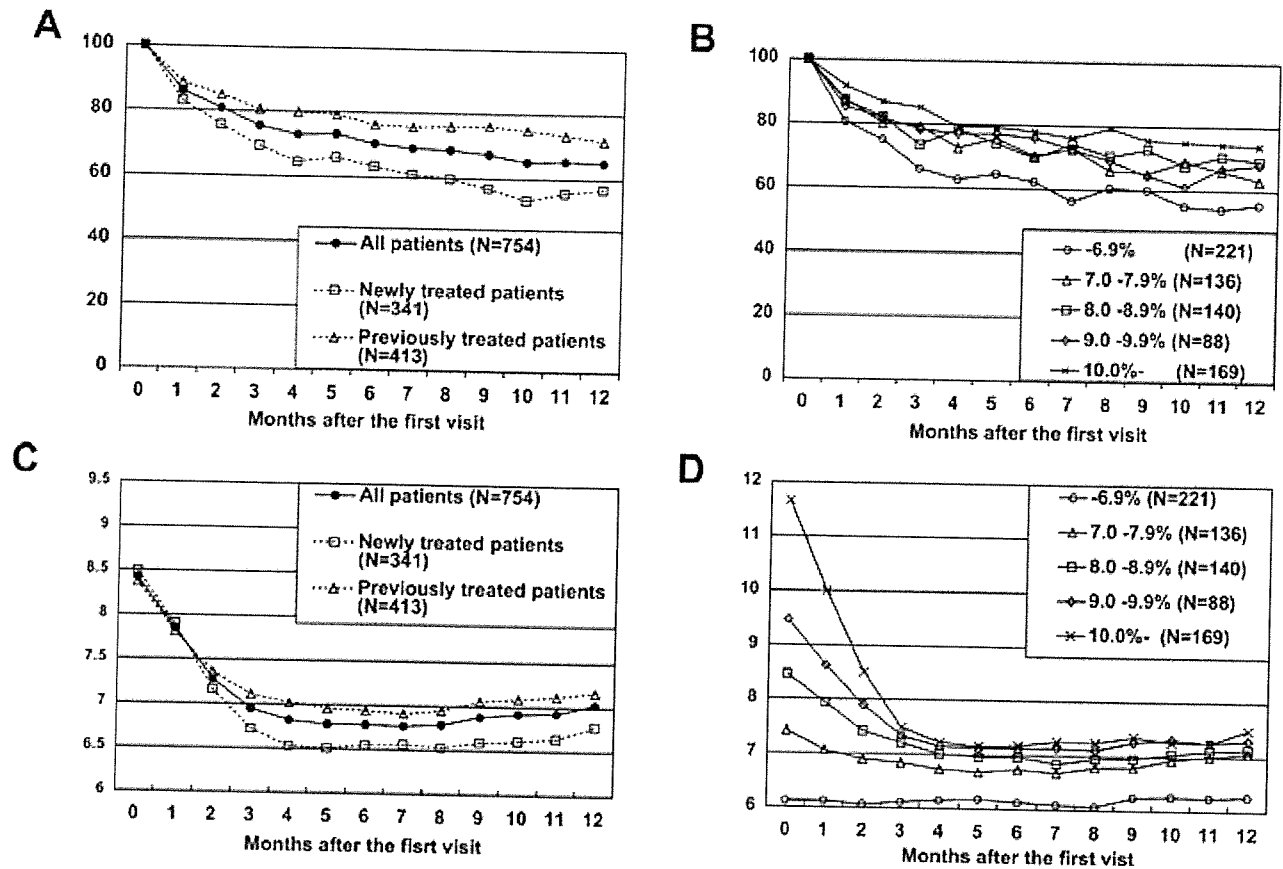 A
100
80
60
40
20
0
All patients (N=754)
Newly treated patients
(N=341)
Previously treated patients
(N=413)
0 1 2 3 4 5 6 7 8 9 10 11 12
Months after the first visit
B
100
80
60
40
20
0
-6.9% (N=221)
7.0 -7.9% (N=136)
8.0 -8.9% (N=140)
9.0 -9.9% (N=88)
10.0%- (N=169)
0 1 2 3 4 5 6 7 8 9 10 11 12
Months after the first visit
C
9.5
9
8.5
8
7.5
7
6.5
6
All patients (N=754)
Newly treated patients
(N=341)
Previously treated patients
(N=413)
0 1 2 3 4 5 6 7 8 9 10 11 12
Months after the fisrt visit
D
12
11
10
9
8
7
6
-6.9% (N=221)
7.0 -7.9% (N=136)
8.0 -8.9% (N=140)
9.0 -9.9% (N=88)
10.0%- (N=169)
0 1 2 3 4 5 6 7 8 9 10 11 12
Months after the first vist